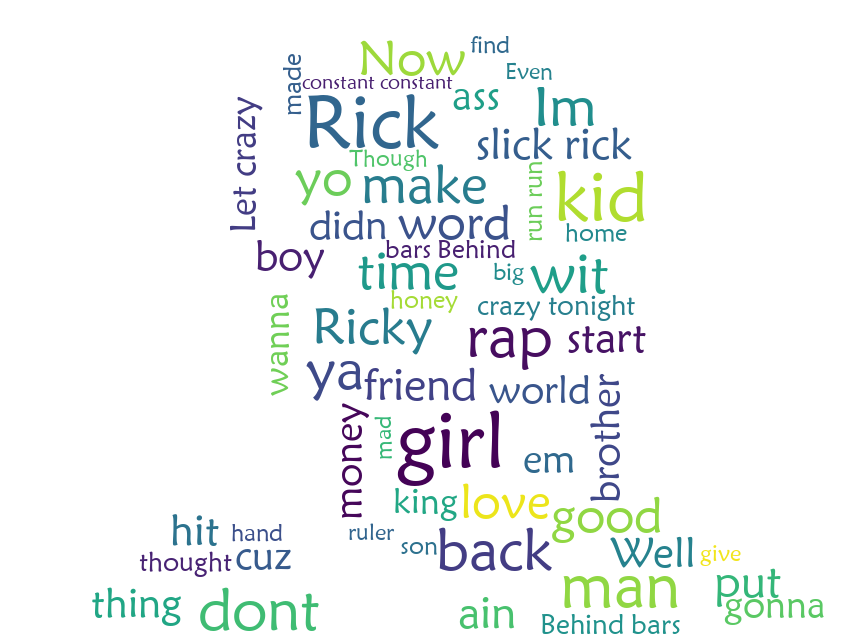 find
Now
Even
made
constant constant
ass
Im
Rick
slick rick
Let crazy
Though
yo
make
run run
kid
didn
word
home
boy
bars Behind
time
big
wit
honey
crazy tonight
wanna
Ricky
rap
start
ya
friend
world
brother
money
mad
girl
em
king
love
good
hit
hand
ruler
son
back
Well
give
thought
cuz
man
put
thing
dont
ain
gonna
Behind bars